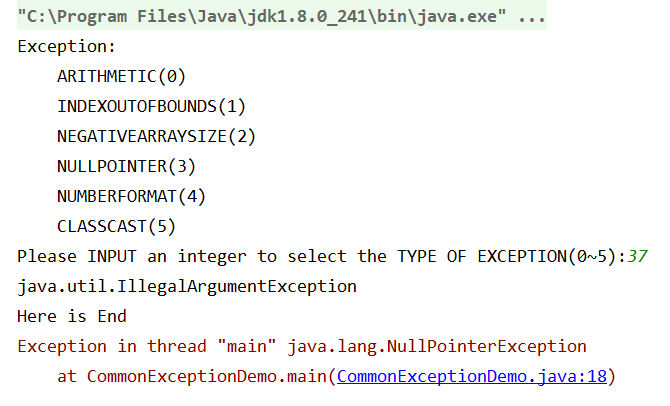 "C:\Program Files\Java\jdk1.8.0_241\bin\java.exe" ...
Exception:
    ARITHMETIC(0)
    INDEXOUTOFBOUNDS(1)
    NEGATIVEARRAYSIZE(2)
    NULLPOINTER(3)
    NUMBERFORMAT(4)
    CLASSCAST(5)
Please INPUT an integer to select the TYPE OF EXCEPTION(0~5):37
java.util.IllegalArgumentException
Here is End
Exception in thread "main" java.lang.NullPointerException
    at CommonExceptionDemo.main(CommonExceptionDemo.java:18)